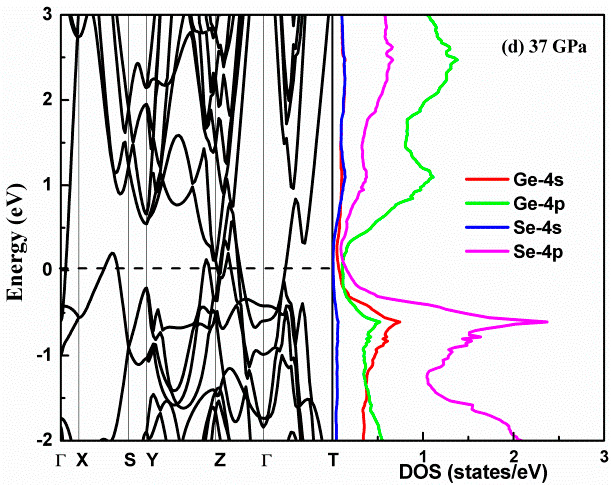 3
2
1
0
-1
-2
Energy (eV)
Γ X S Y Z Γ T
(d) 37 GPa
Ge-4s
Ge-4p
Se-4s
Se-4p
1 2 3
DOS (states/eV)